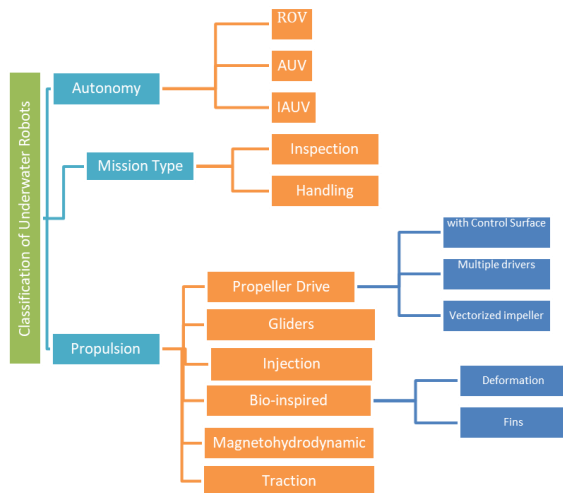 Classification of Underwater Robots
Autonomy
ROV
AUV
IAUV
Mission Type
Inspection
Handling
Propulsion
Propeller Drive
with Control Surface
Multiple drivers
Vectorized impeller
Gliders
Injection
Bio-inspired
Deformation
Fins
Magnetohydrodynamic
Traction